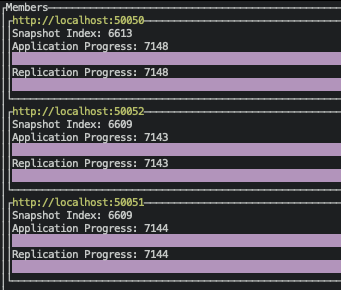 Members
http://localhost:50050
Snapshot Index: 6613
Application Progress: 7148
Replication Progress: 7148
http://localhost:50052
Snapshot Index: 6609
Application Progress: 7143
Replication Progress: 7143
http://localhost:50051
Snapshot Index: 6609
Application Progress: 7144
Replication Progress: 7144